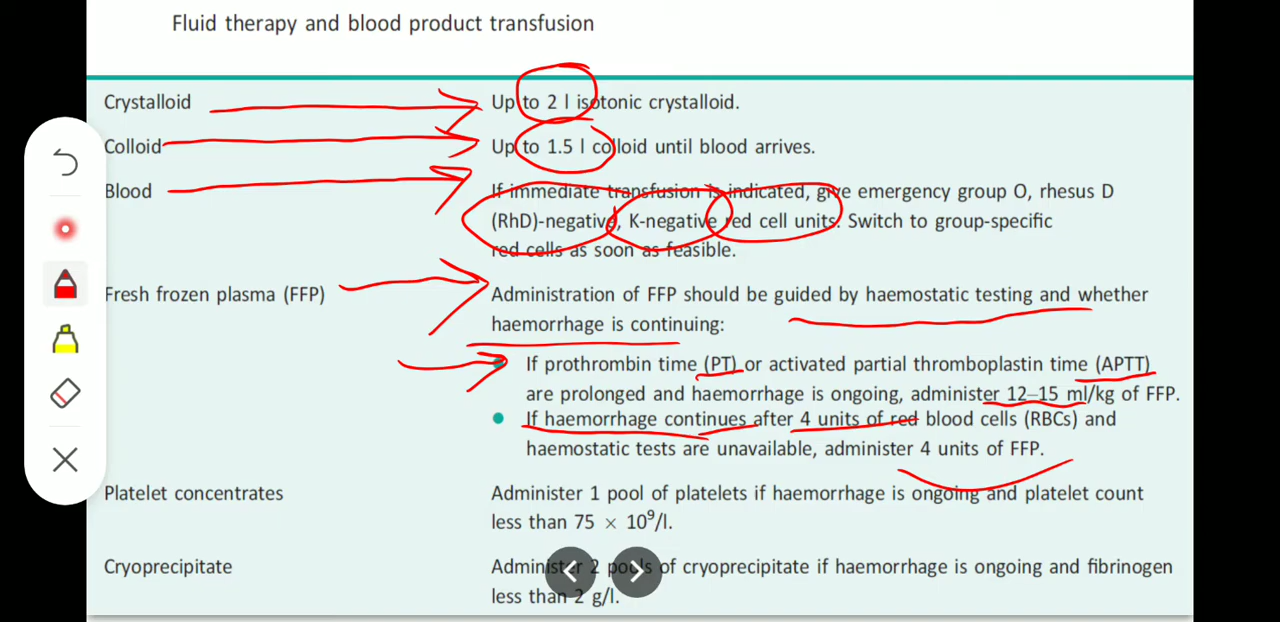 Fluid therapy and blood product transfusion
Crystalloid Up to 2 l isotonic crystalloid.
Colloid Up to 1.5 l colloid until blood arrives.
Blood If immediate transfusion is indicated, give emergency group O, rhesus D
(RhD)-negative, K-negative red cell units. Switch to group-specific
red cells as soon as feasible.
Fresh frozen plasma (FFP) Administration of FFP should be guided by haemostatic testing and whether
haemorrhage is continuing:
If prothrombin time (PT) or activated partial thromboplastin time (APTT)
are prolonged and haemorrhage is ongoing, administer 12–15 ml/kg of FFP.
If haemorrhage continues after 4 units of red blood cells (RBCs) and
haemostatic tests are unavailable, administer 4 units of FFP.
Platelet concentrates Administer 1 pool of platelets if haemorrhage is ongoing and platelet count
less than 75 × 10⁹/l.
Cryoprecipitate Administer 2 pools of cryoprecipitate if haemorrhage is ongoing and fibrinogen
less than 2 g/l.